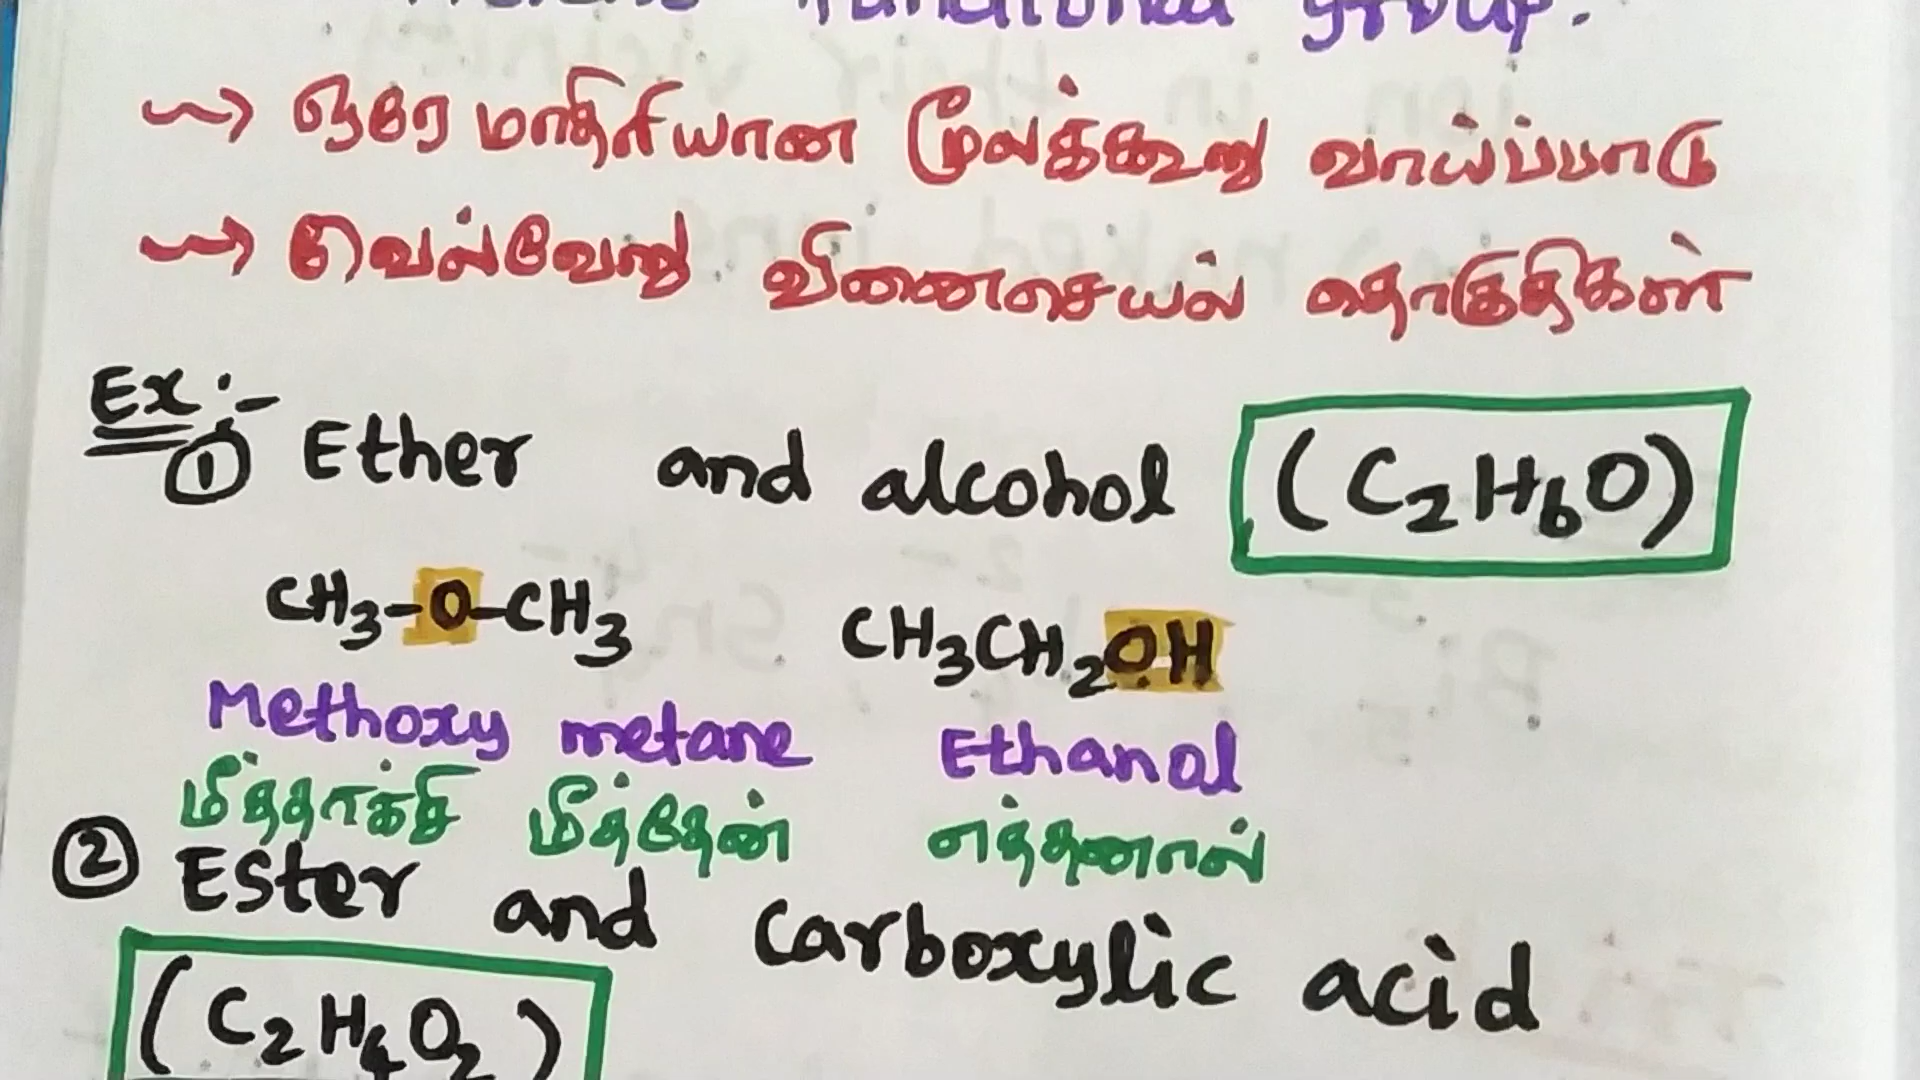 functional group.
~~> ஒரே மாதிரியான மூலக்கூறு வாய்ப்பாடு
~~> வெவ்வேறு வினைசெயல் தொகுதிகள்
Ex:-
① Ether and alcohol (C₂H₆O)
CH₃-O-CH₃ CH₃CH₂OH
Methoxy metane Ethanol
மீத்தாக்சி மீத்தேன் எத்தனால்
② Ester and carboxylic acid
(C₂H₄O₂)